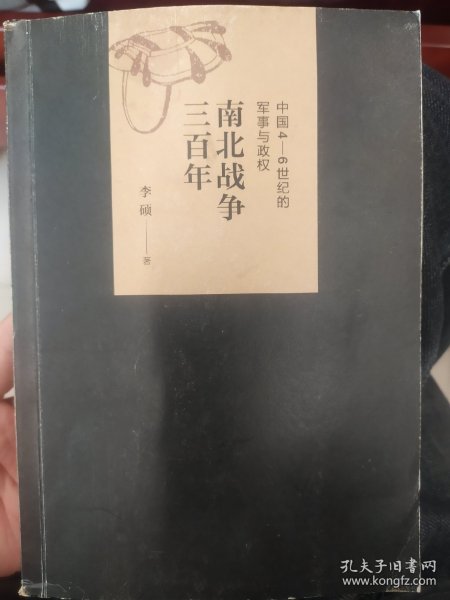 中国4—6世纪的
军事与政权
南北战争
三百年
李硕——著
孔夫子旧书网
www.kongfz.com